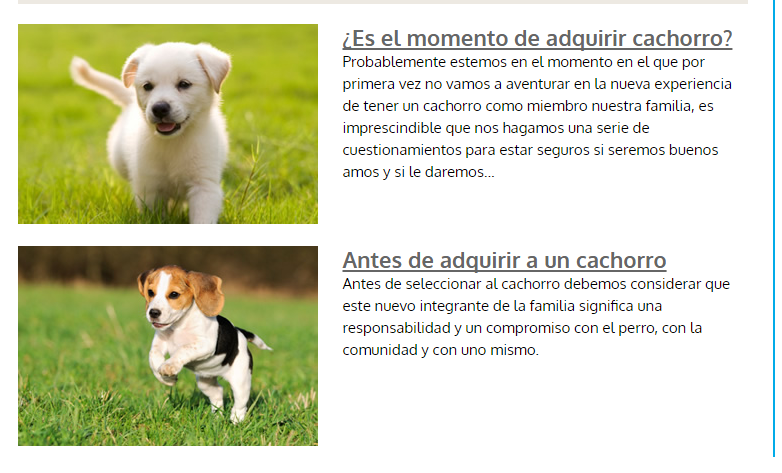 ¿Es el momento de adquirir cachorro?
Probablemente estemos en el momento en el que por
primera vez no vamos a aventurar en la nueva experiencia
de tener un cachorro como miembro nuestra familia, es
imprescindible que nos hagamos una serie de
cuestionamientos para estar seguros si seremos buenos
amos y si le daremos...
Antes de adquirir a un cachorro
Antes de seleccionar al cachorro debemos considerar que
este nuevo integrante de la familia significa una
responsabilidad y un compromiso con el perro, con la
comunidad y con uno mismo.